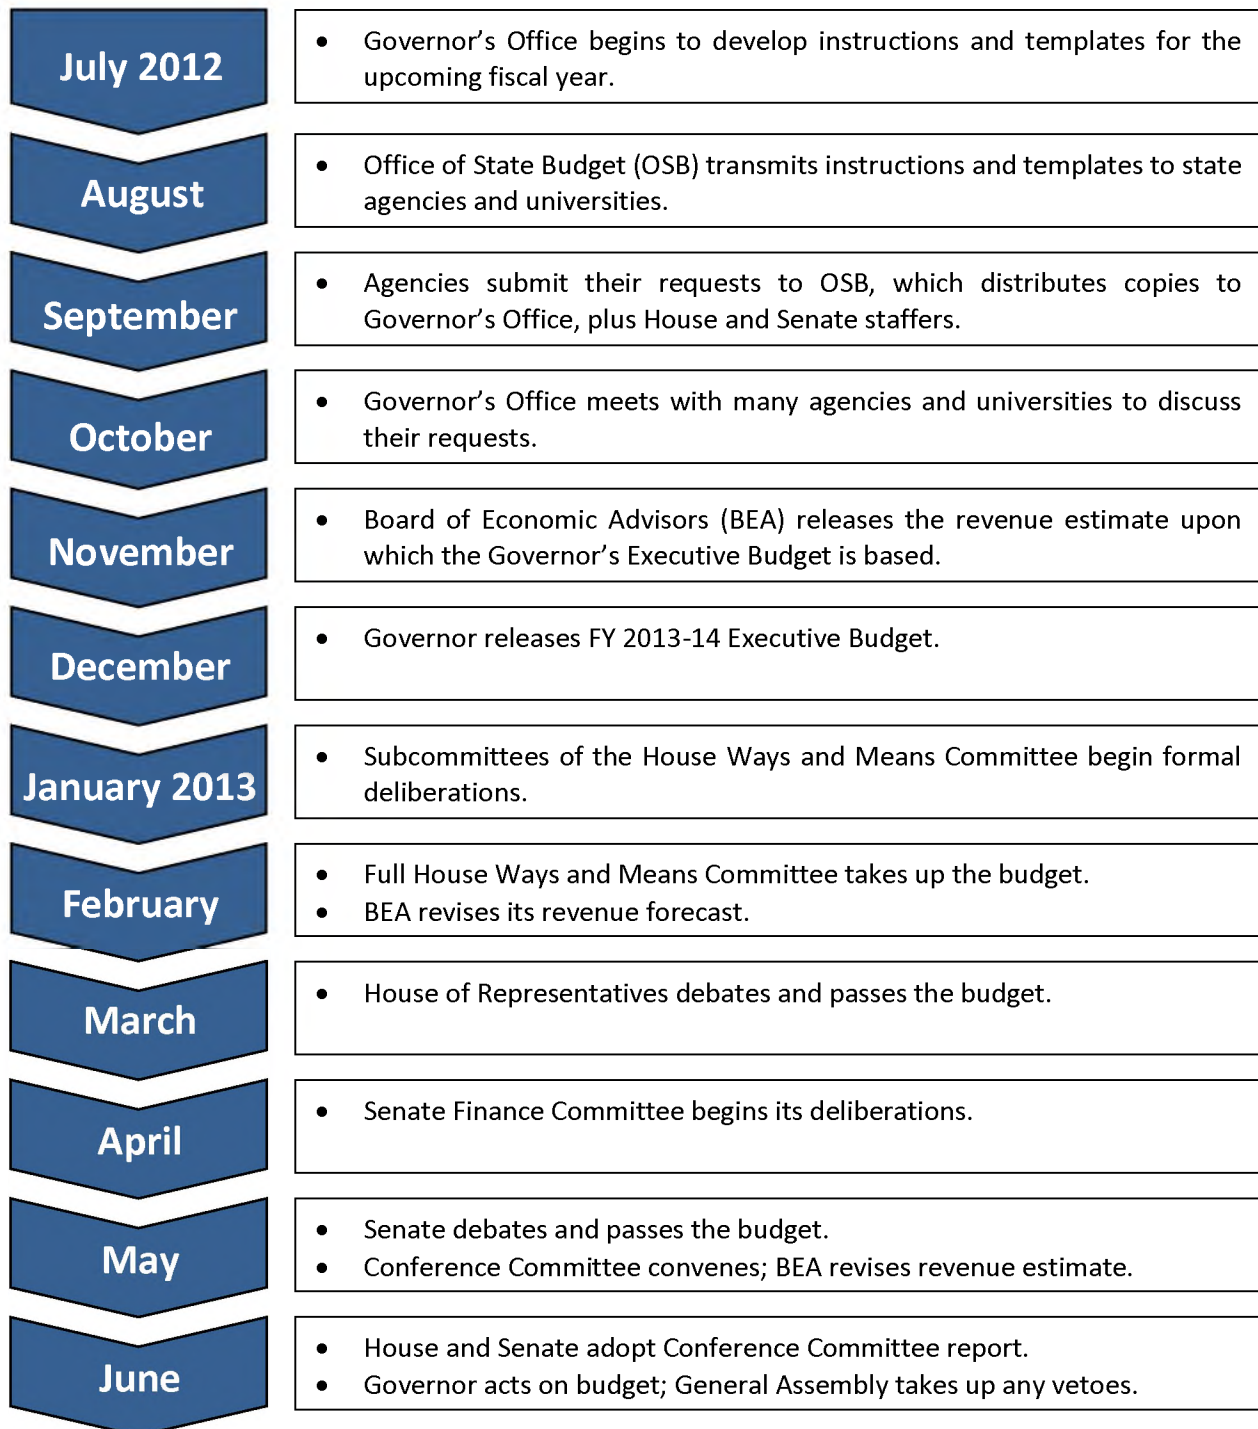 July 2012
• Governor’s Office begins to develop instructions and templates for the
upcoming fiscal year.
August
• Office of State Budget (OSB) transmits instructions and templates to state
agencies and universities.
September
• Agencies submit their requests to OSB, which distributes copies to
Governor’s Office, plus House and Senate staffers.
October
• Governor’s Office meets with many agencies and universities to discuss
their requests.
November
• Board of Economic Advisors (BEA) releases the revenue estimate upon
which the Governor’s Executive Budget is based.
December
• Governor releases FY 2013-14 Executive Budget.
January 2013
• Subcommittees of the House Ways and Means Committee begin formal
deliberations.
February
• Full House Ways and Means Committee takes up the budget.
• BEA revises its revenue forecast.
March
• House of Representatives debates and passes the budget.
April
• Senate Finance Committee begins its deliberations.
May
• Senate debates and passes the budget.
• Conference Committee convenes; BEA revises revenue estimate.
June
• House and Senate adopt Conference Committee report.
• Governor acts on budget; General Assembly takes up any vetoes.